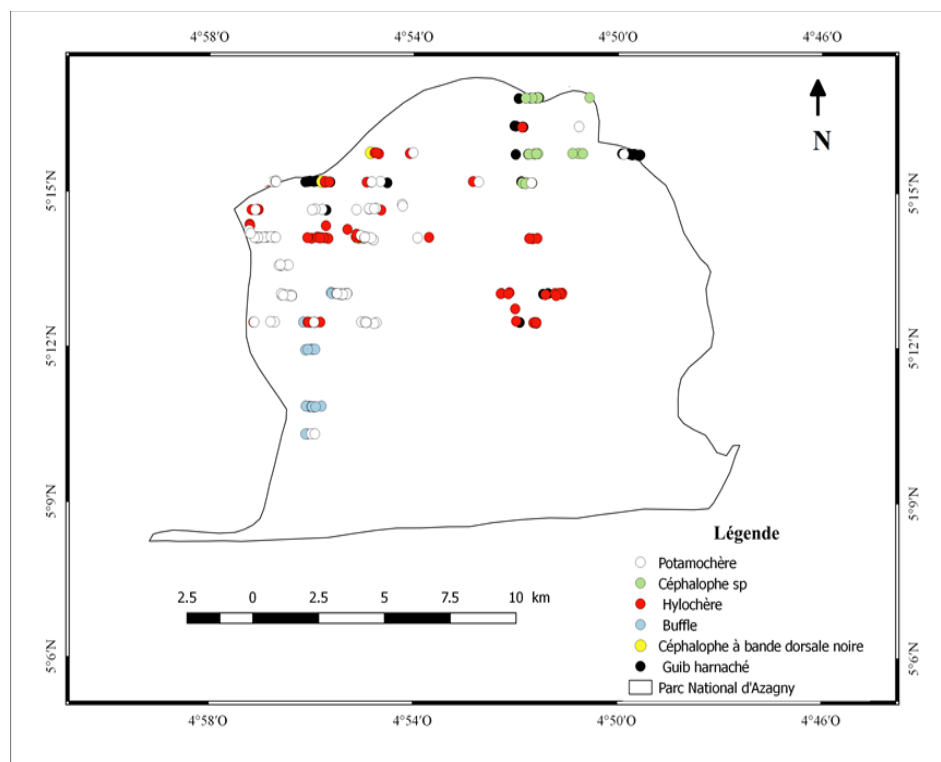 4°58′O 4°54′O 4°50′O 4°46′O
N
5°15′N 5°15′N
5°12′N 5°12′N
5°9′N 5°9′N
Légende
Potamochère
Céphalophe sp
2.5 0 2.5 5 7.5 10 km
Hylochère
Buffle
Céphalophe à bande dorsale noire
5°6′N 5°6′N
Guib harnaché
Parc National d'Azagny
4°58′O 4°54′O 4°50′O 4°46′O